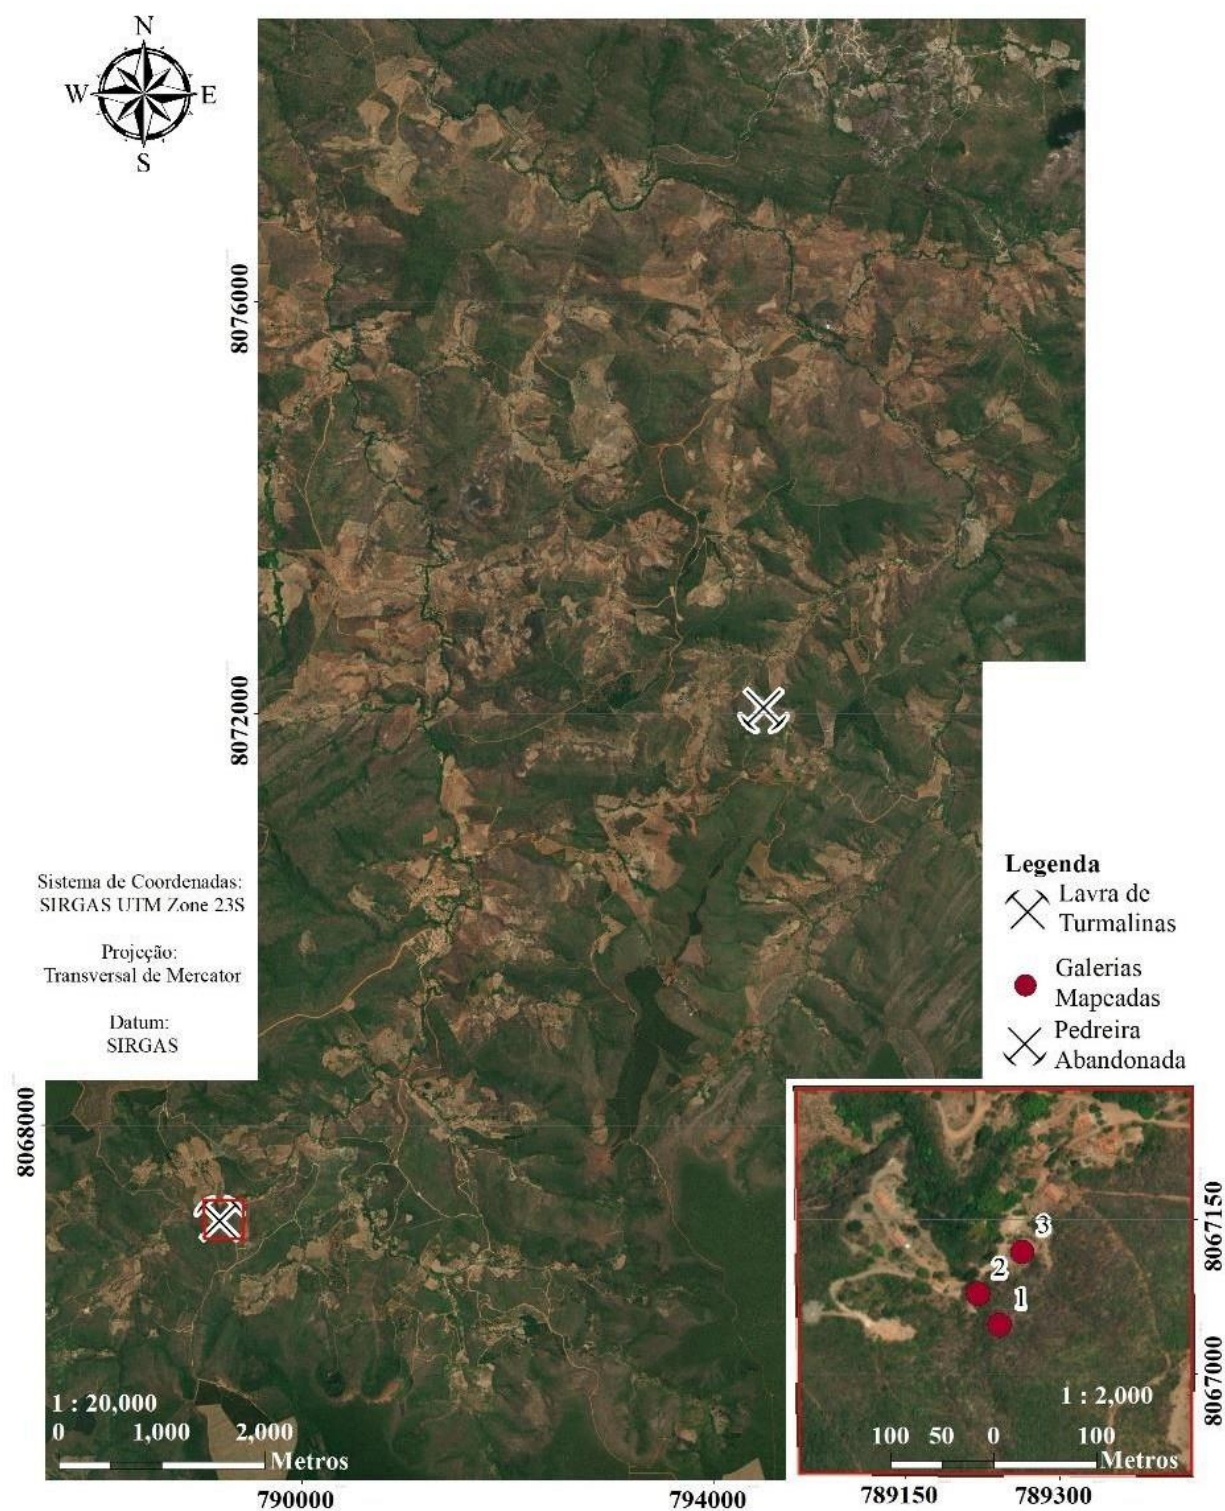 N
W E
S
8076000
8072000
Sistema de Coordenadas:
SIRGAS UTM Zone 23S
Projeção:
Transversal de Mercator
Datum:
SIRGAS
Legenda
Lavra de
Turmalinas
Galerias
Mapeadas
Pedreira
Abandonada
8068000
1 : 20,000
0 1,000 2,000
Metros
790000
794000
3
2
1
8067150
8067000
1 : 2,000
100 50 0 100
Metros
789150
789300